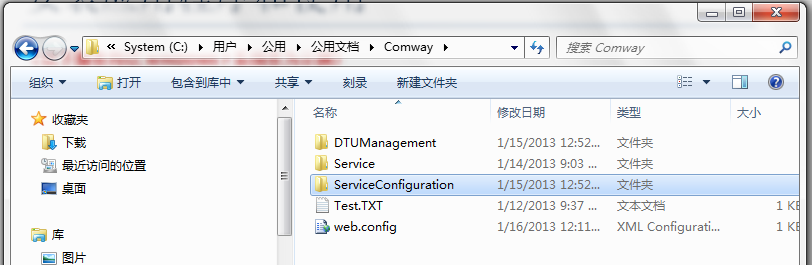 System (C:) 用户 公用 公用文档 Comway 搜索 Comway
组织 打开 包含到库中 共享 刻录 新建文件夹
收藏夹
下载
最近访问的位置
桌面
库
图片
名称 修改日期 类型 大小
DTUManagement 1/15/2013 12:52... 文件夹
Service 1/14/2013 9:03 ... 文件夹
ServiceConfiguration 1/15/2013 12:52... 文件夹
Test.TXT 1/12/2013 9:37 ... 文本文档 1 KB
web.config 1/16/2013 12:11... XML Configurati... 1 KB